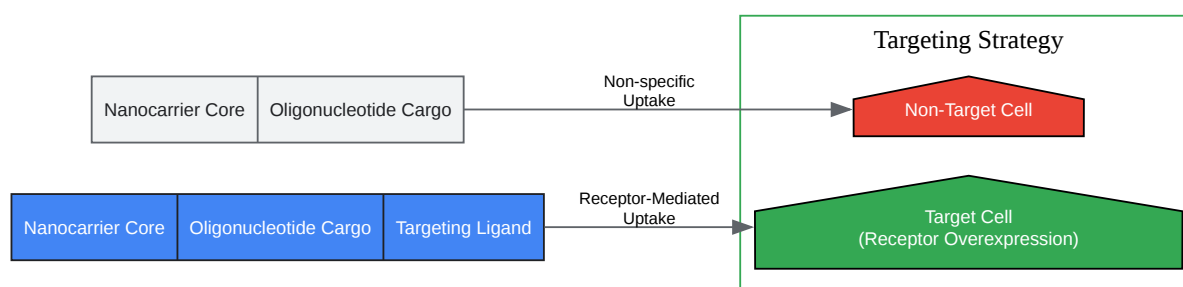 Targeting Strategy
Non-specific
Uptake
Nanocarrier Core
Oligonucleotide Cargo
Non-Target Cell
Receptor-Mediated
Uptake
Nanocarrier Core
Oligonucleotide Cargo
Targeting Ligand
Target Cell
(Receptor Overexpression)